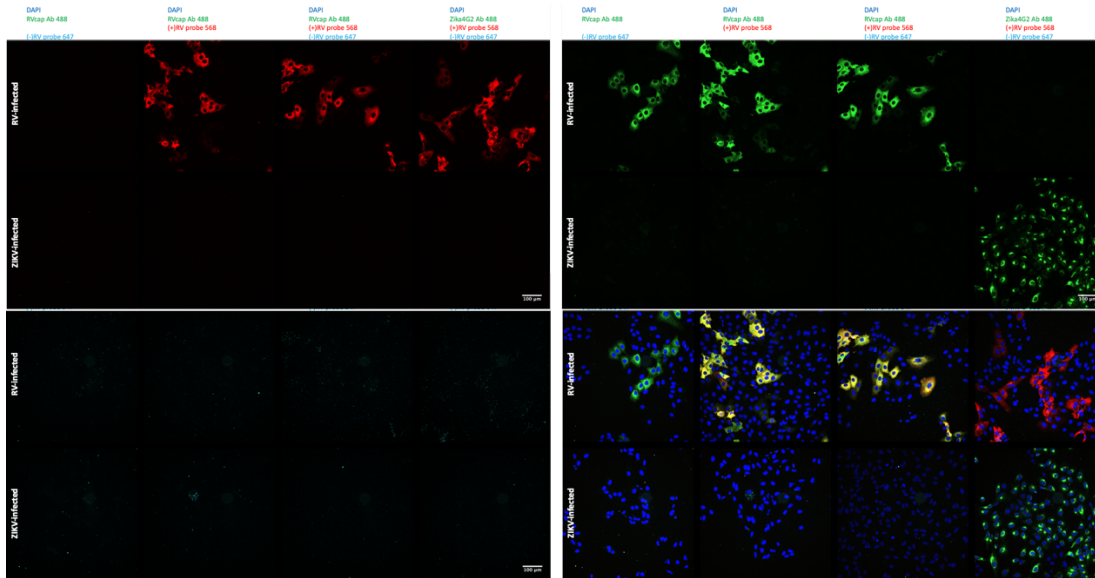 DAPI
RVcap Ab 488
(-)RV probe 647
DAPI
RVcap Ab 488
(+)RV probe 568
DAPI
RVcap Ab 488
(+)RV probe 568
(-)RV probe 647
DAPI
Zika4G2 Ab 488
(+)RV probe 568
(-)RV probe 647
RV-infected
ZIKV-infected
100 µm
DAPI
RVcap Ab 488
(-)RV probe 647
DAPI
RVcap Ab 488
(+)RV probe 568
DAPI
RVcap Ab 488
(+)RV probe 568
(-)RV probe 647
DAPI
Zika4G2 Ab 488
(+)RV probe 568
(-)RV probe 647
RV-infected
ZIKV-infected
100 µm
RV-infected
ZIKV-infected
100 µm
RV-infected
ZIKV-infected